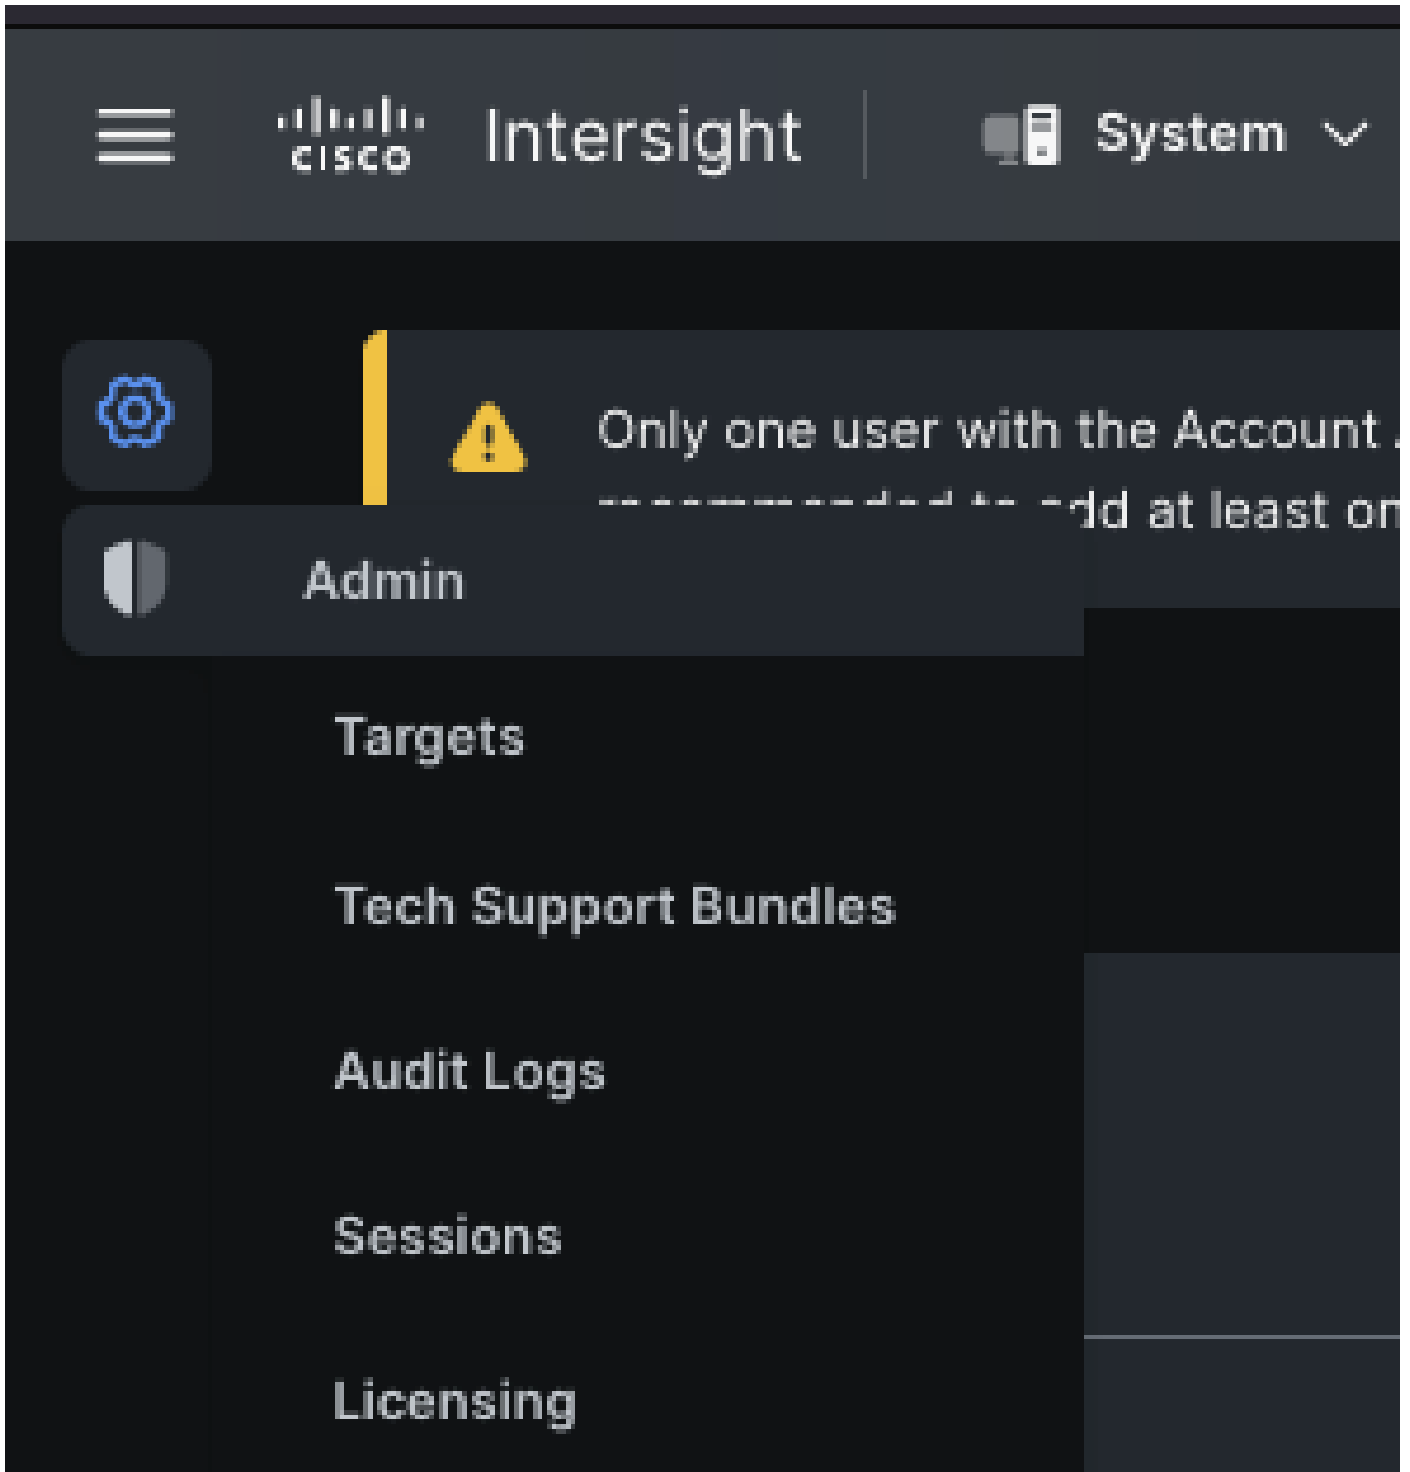 cisco Intersight System
Only one user with the Account
add at least on
Admin
Targets
Tech Support Bundles
Audit Logs
Sessions
Licensing